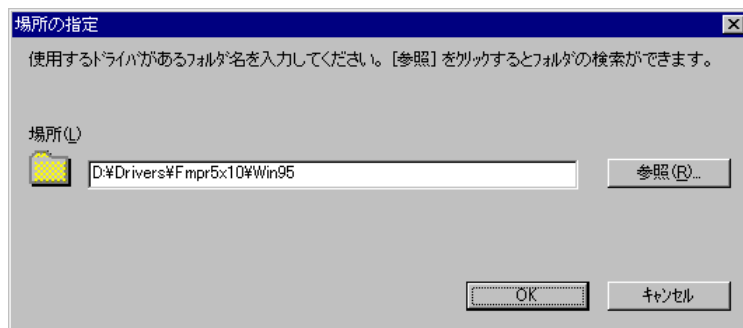 場所の指定
使用するﾄﾞﾗｲﾊﾞがあるﾌｫﾙﾀﾞ名を入力してください。[参照] をｸﾘｯｸするとﾌｫﾙﾀﾞの検索ができます。
場所(L)
D:¥Drivers¥Fmpr5x10¥Win95
参照(R)...
OK
ｷｬﾝｾﾙ